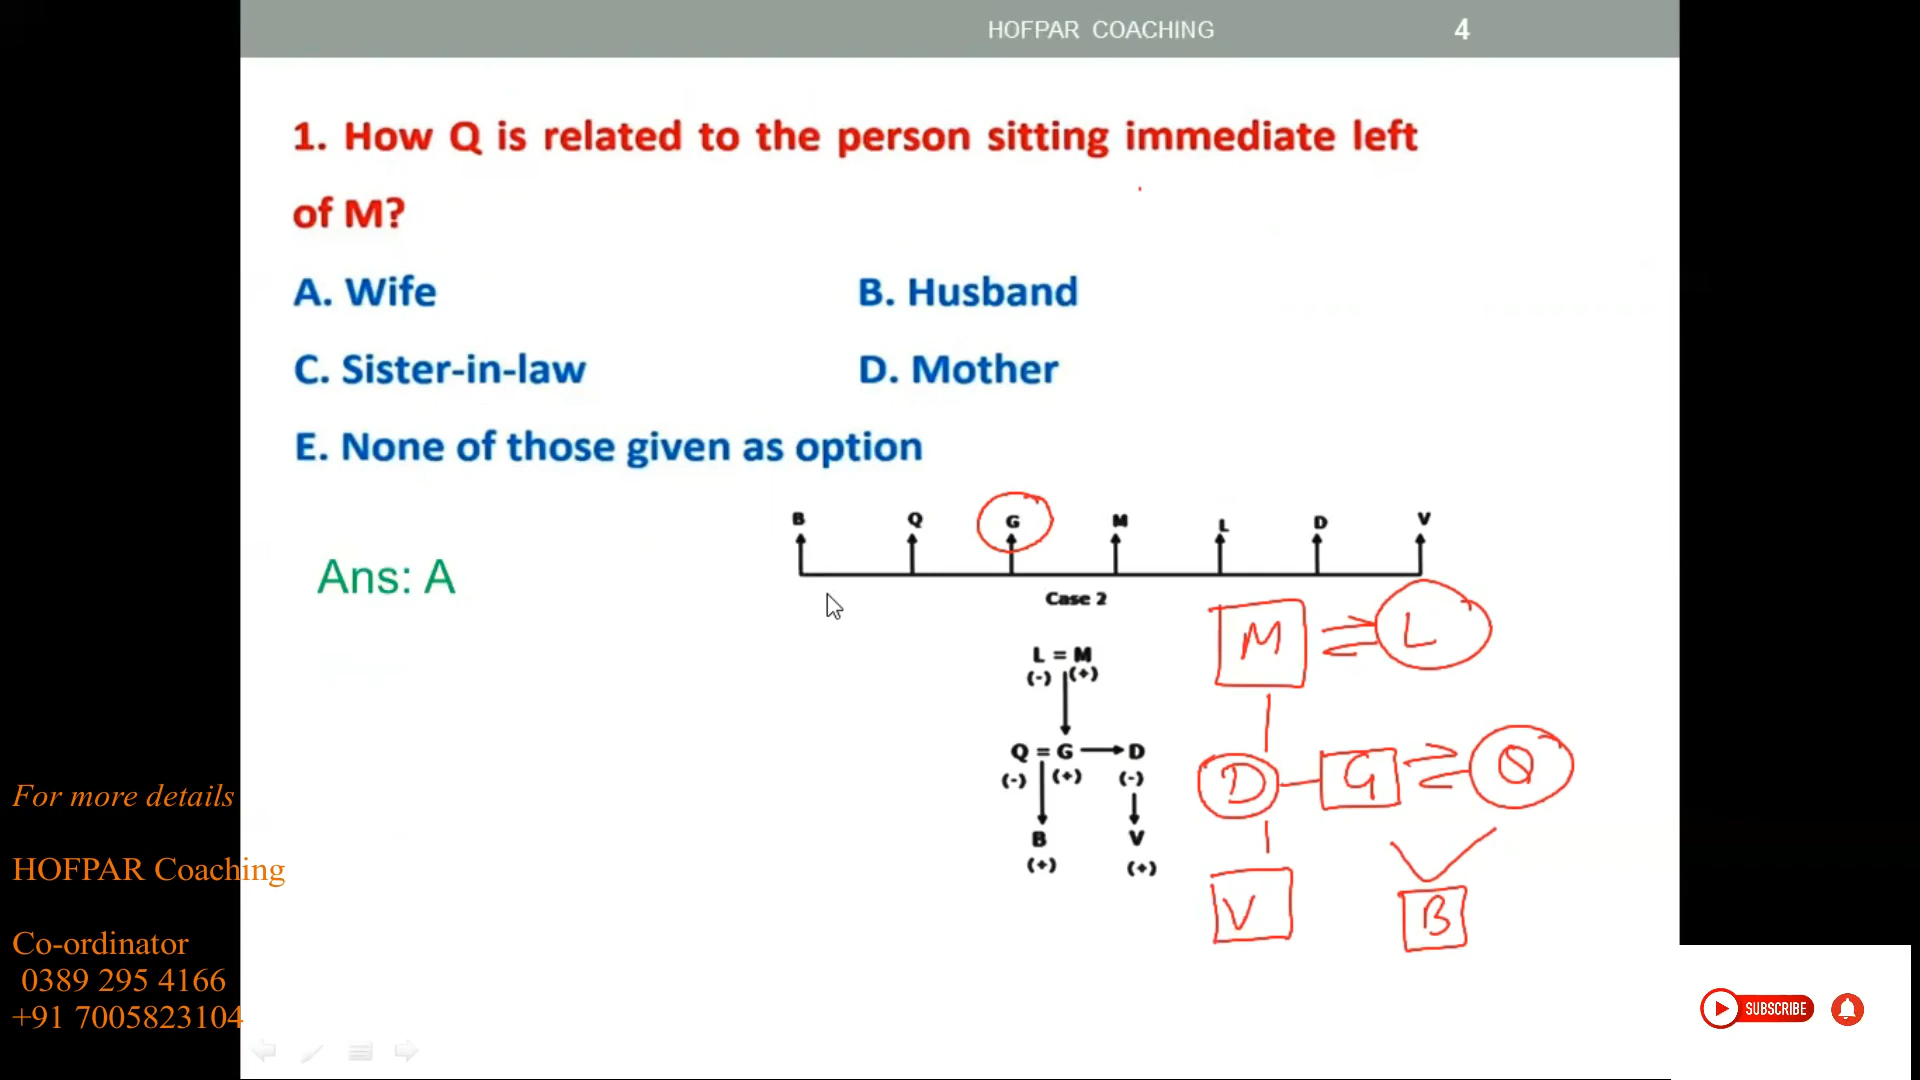 HOFPAR COACHING 4
1. How Q is related to the person sitting immediate left
of M?
A. Wife B. Husband
C. Sister-in-law D. Mother
E. None of those given as option
Ans: A
B Q G M L D V
Case 2
L = M
(-) (+)
Q = G D
(-) (+) (-)
B V
(+) (+)
M L
D G Q
V B
For more details
HOFPAR Coaching
Co-ordinator
0389 295 4166
+91 7005823104
SUBSCRIBE